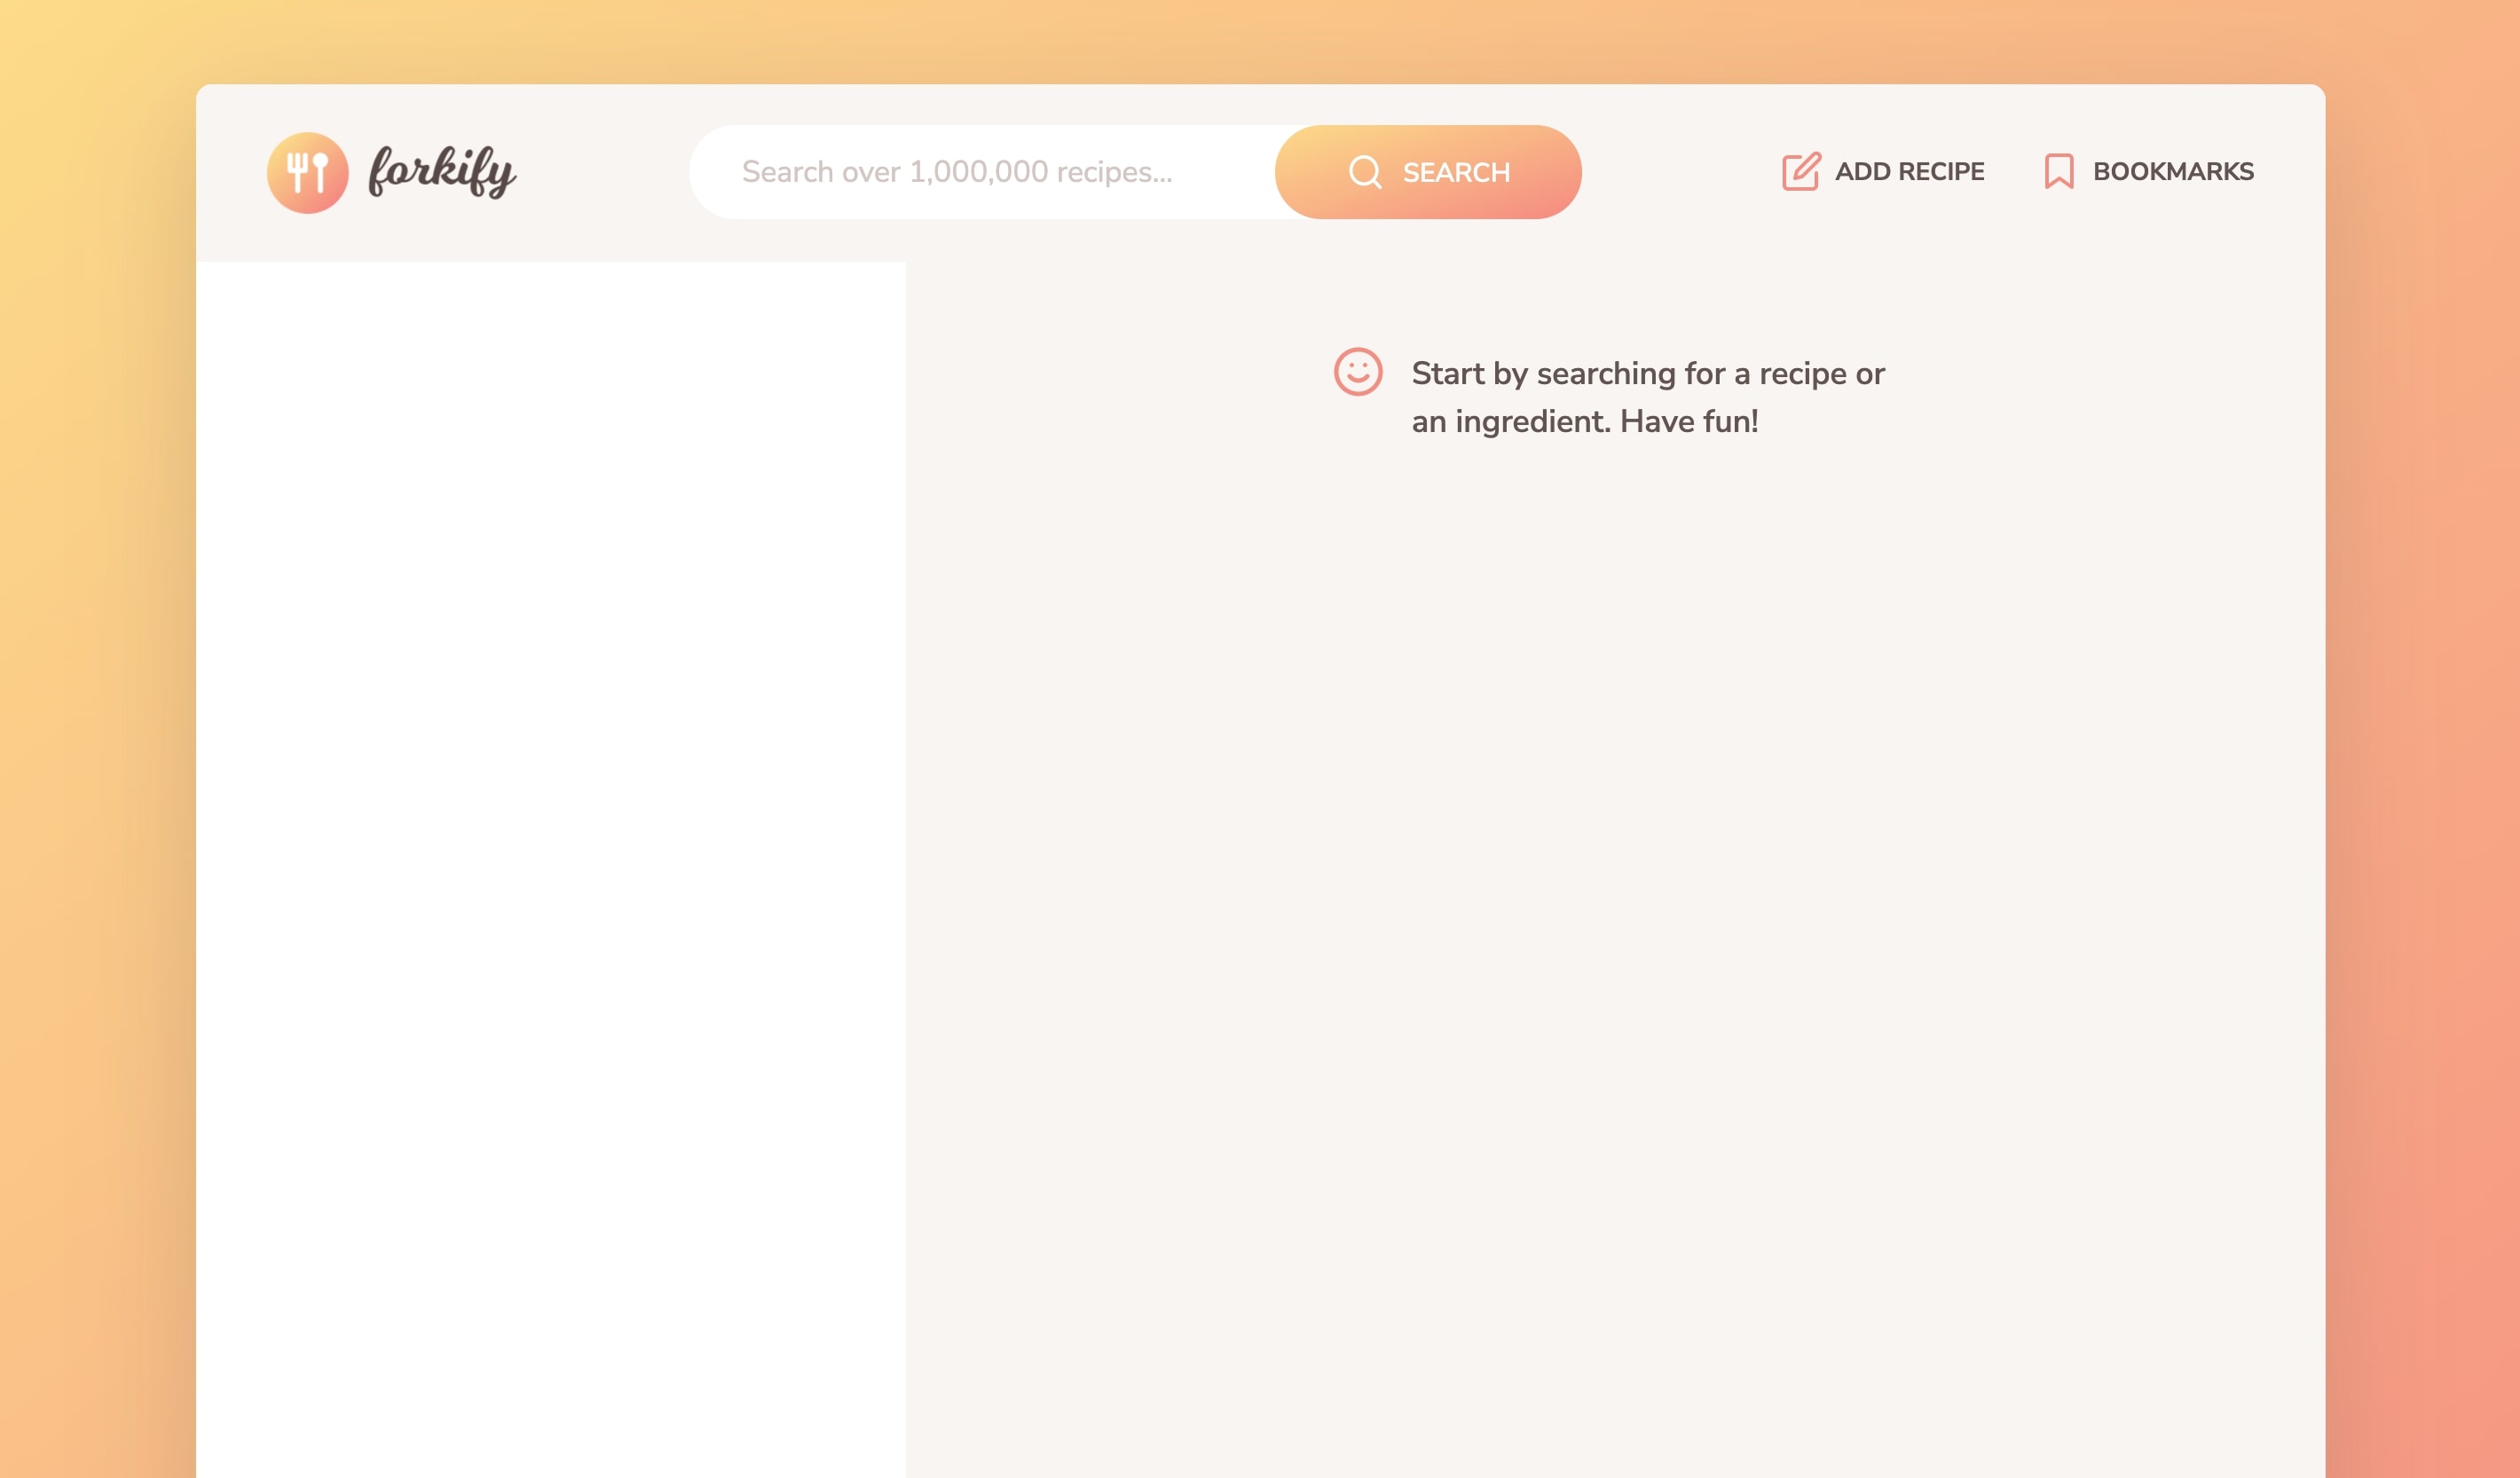 forkify
Search over 1,000,000 recipes...
SEARCH
ADD RECIPE
BOOKMARKS
Start by searching for a recipe or
an ingredient. Have fun!